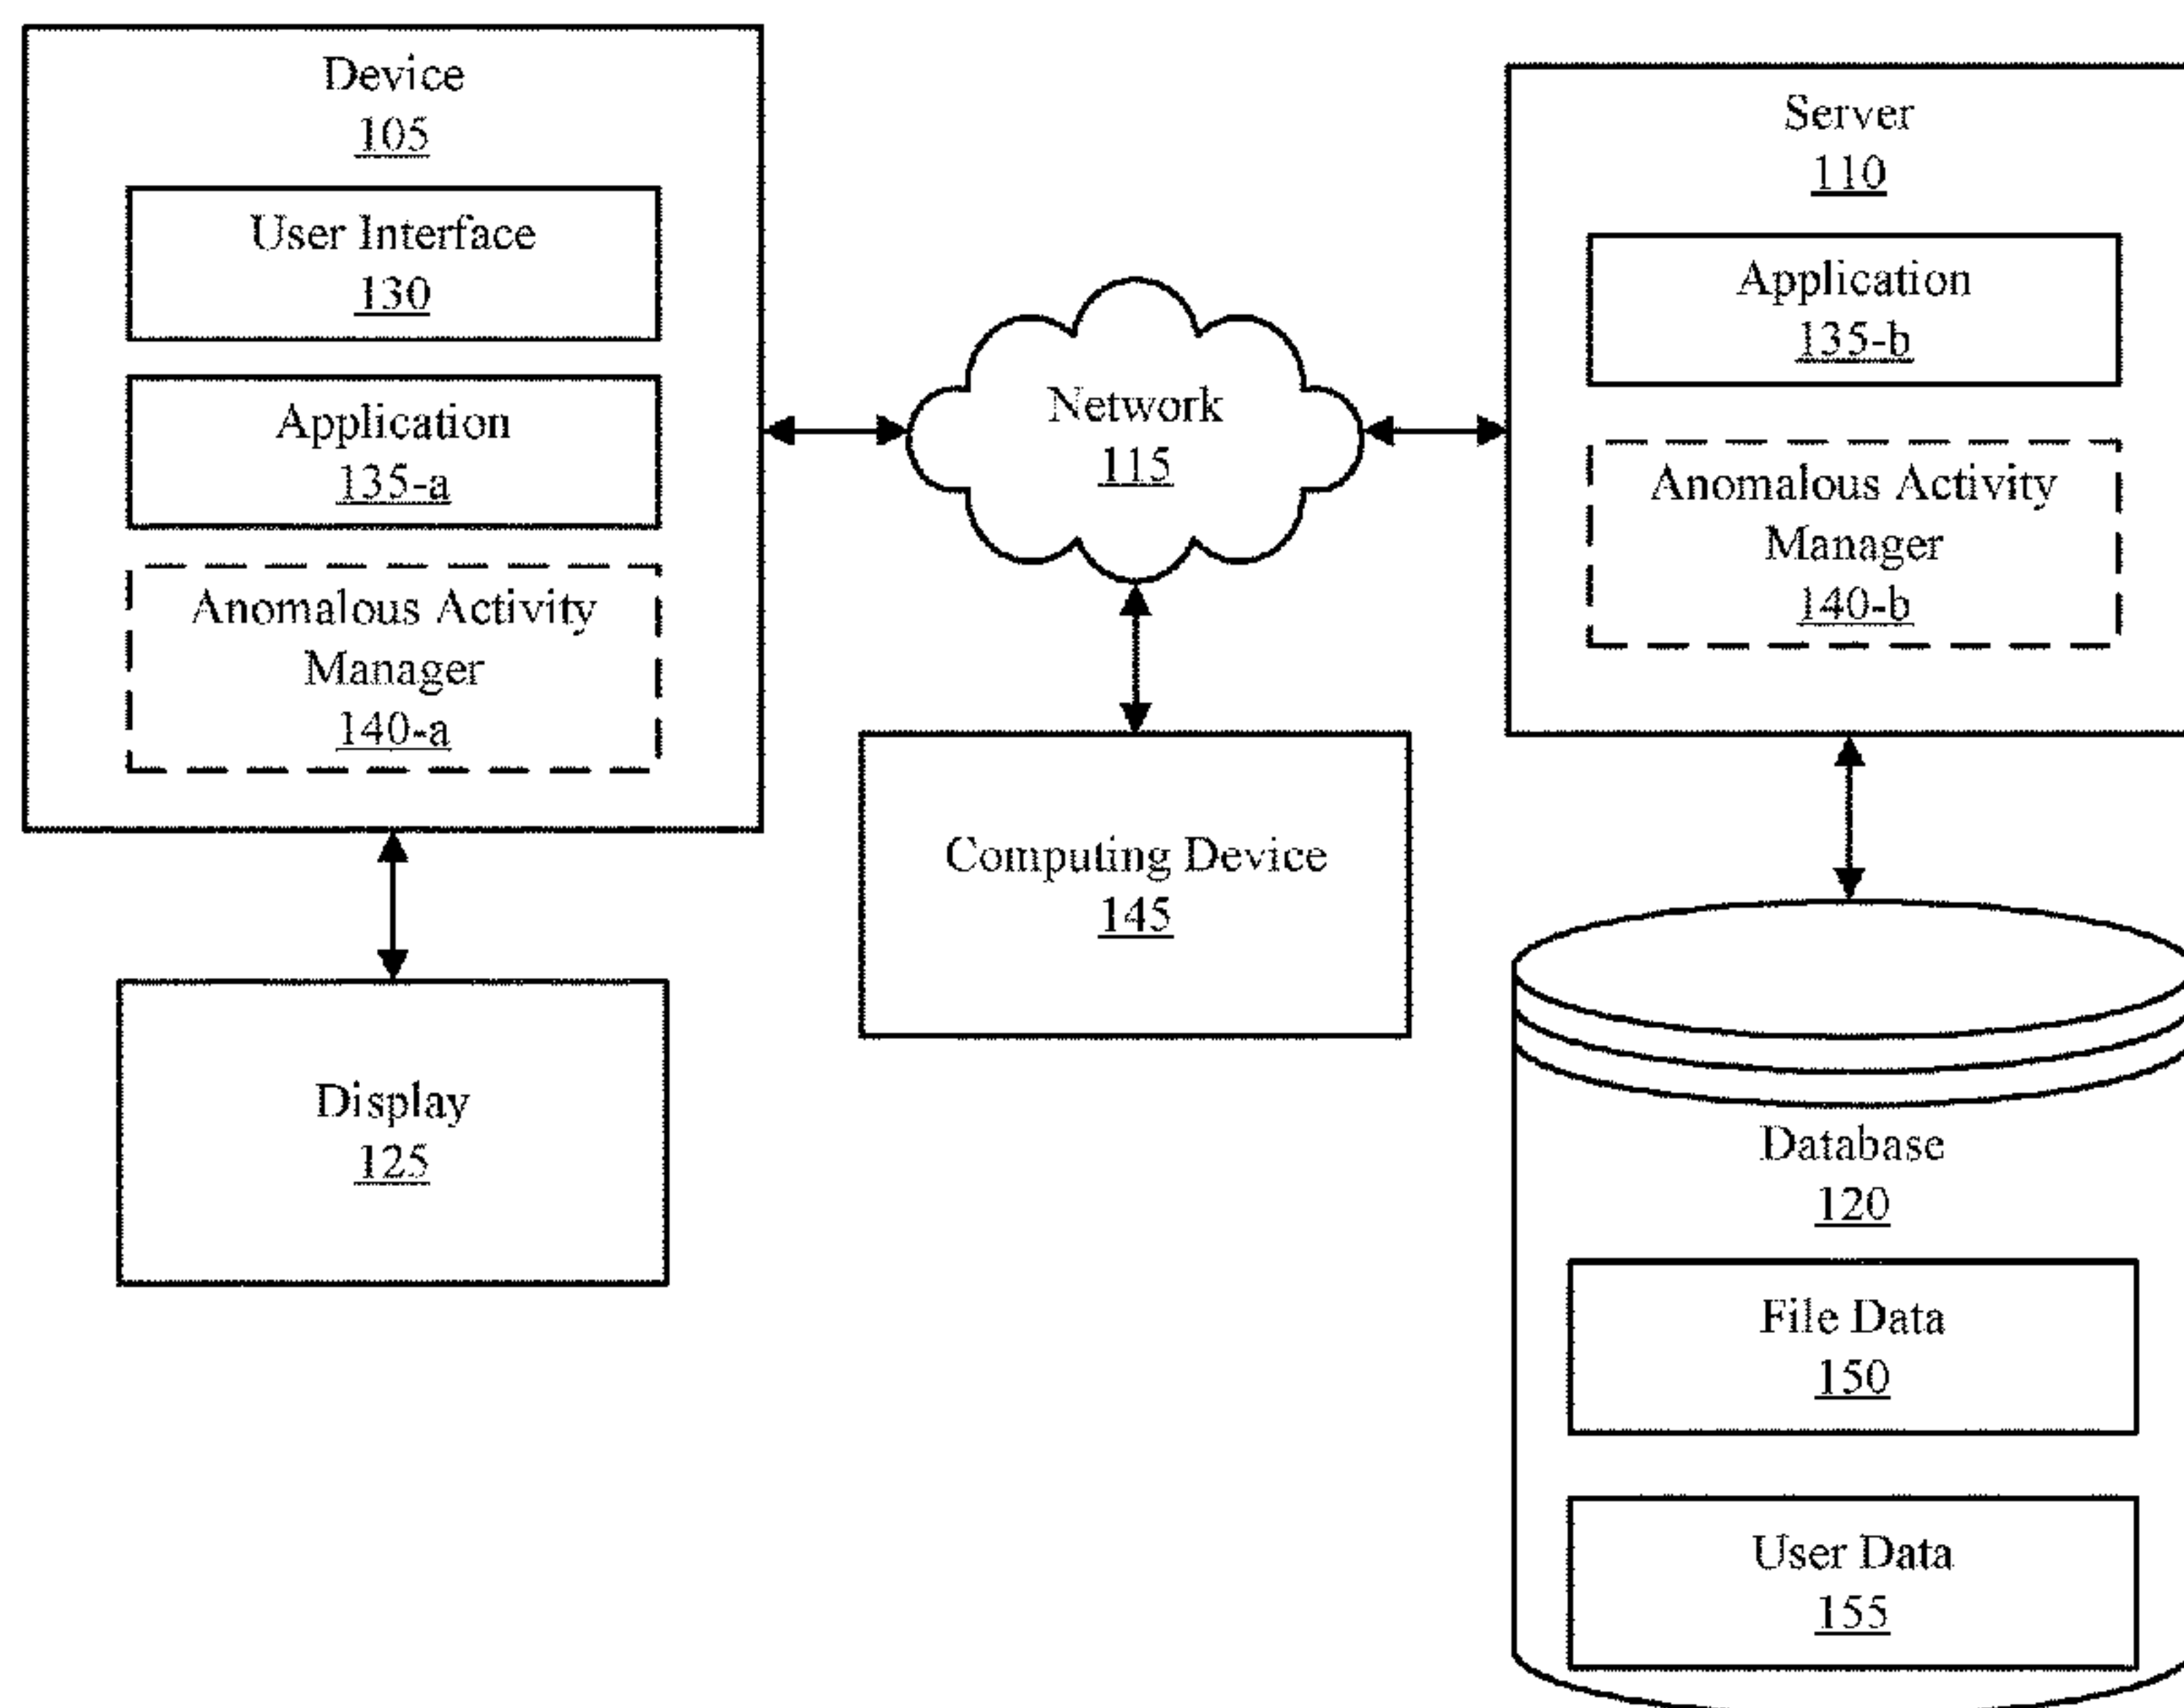 Device
105
User Interface
130
Application
135-a
Anomalous Activity
Manager
140-a
Display
125
Network
115
Computing Device
145
Server
110
Application
135-b
Anomalous Activity
Manager
140-b
Database
120
File Data
150
User Data
155